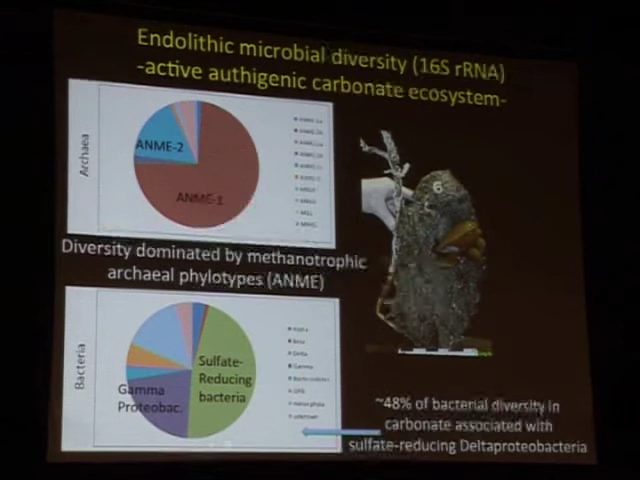 Endolithic microbial diversity (16S rRNA)
-active authigenic carbonate ecosystem-
Archaea
ANME-2
ANME-1
Diversity dominated by methanotrophic
archaeal phylotypes (ANME)
6
Bacteria
Sulfate-
Reducing
bacteria
Gamma
Proteobac.
~48% of bacterial diversity in
carbonate associated with
sulfate-reducing Deltaproteobacteria